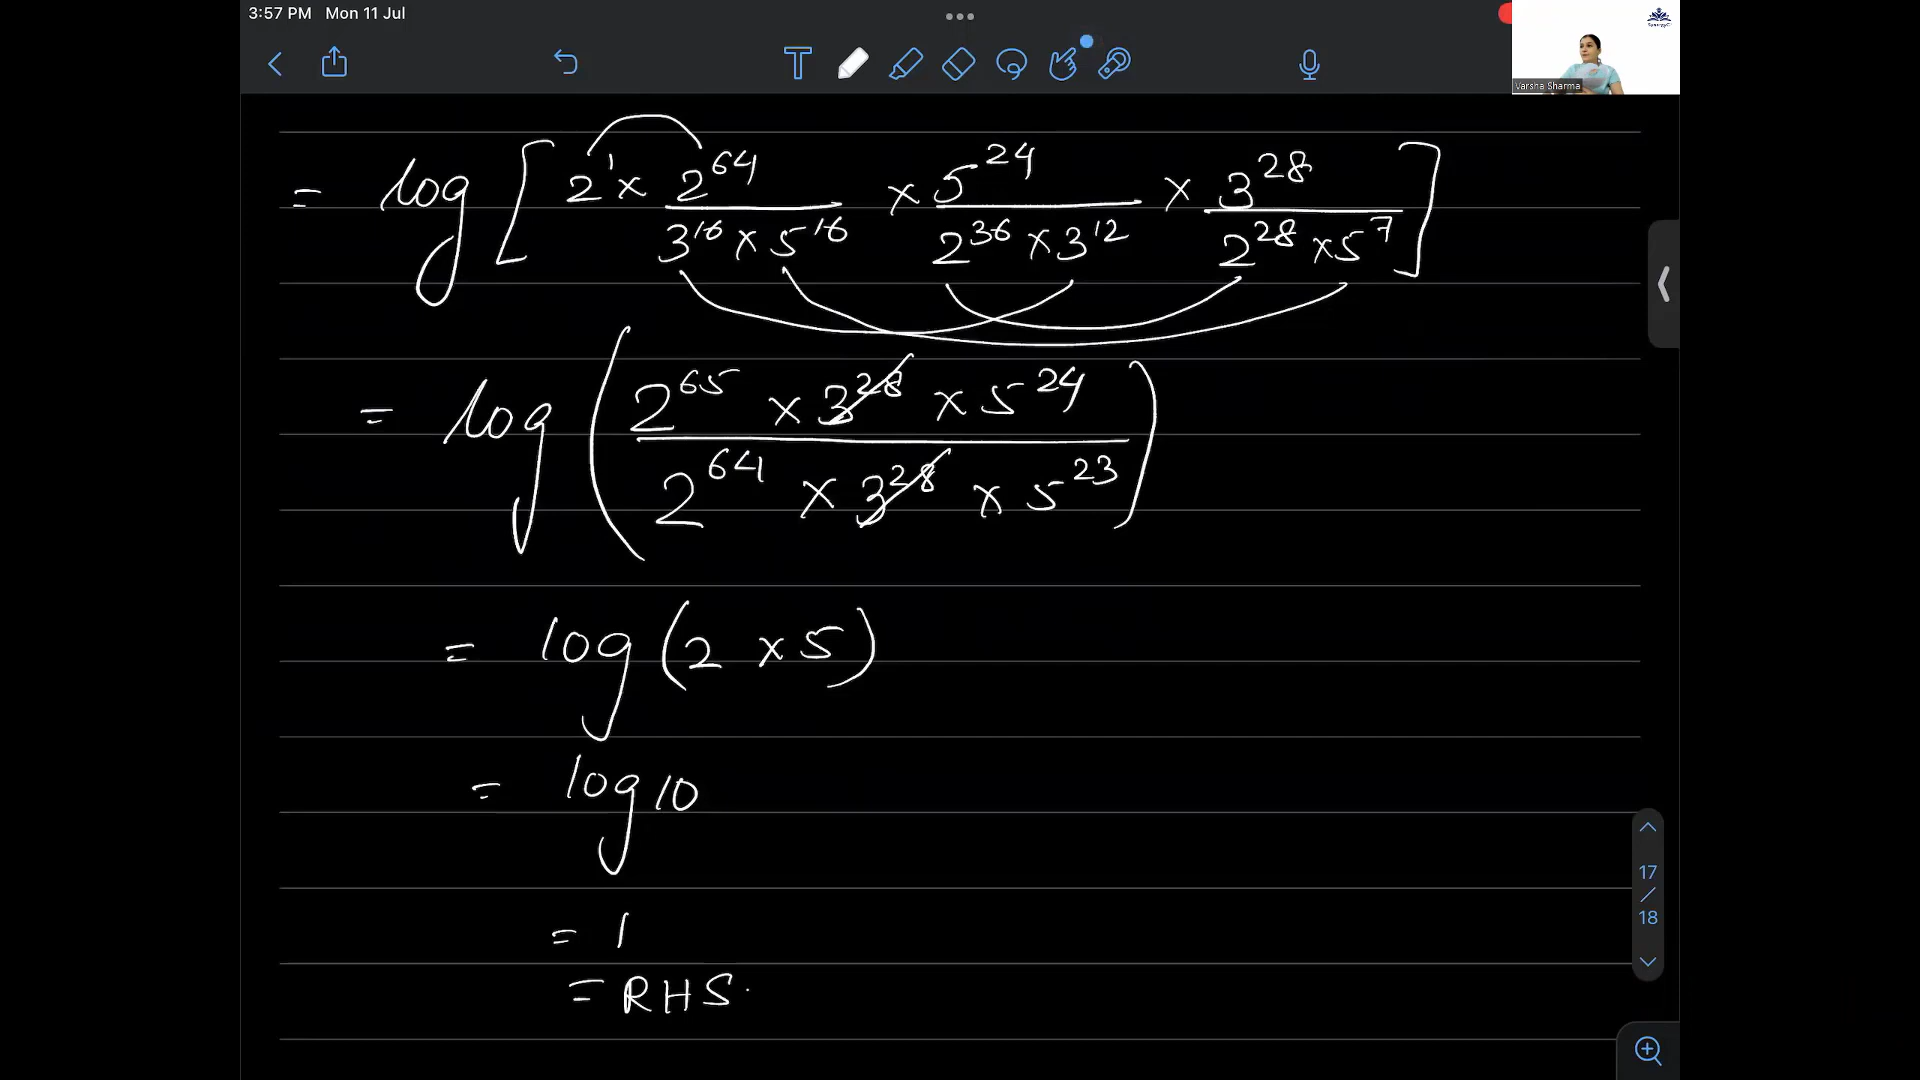 3:57 PM Mon 11 Jul
Varsha Sharma
= log [ 2¹ × 2⁶⁴ / 3¹⁶ × 5¹⁶ × 5²⁴ / 2³⁶ × 3¹² × 3²⁸ / 2²⁸ × 5⁷ ]
= log ( 2⁶⁵ × 3²⁸ × 5²⁴ / 2⁶⁴ × 3²⁸ × 5²³ )
= log (2 × 5)
= log 10
= 1
= RHS.
17
/
18